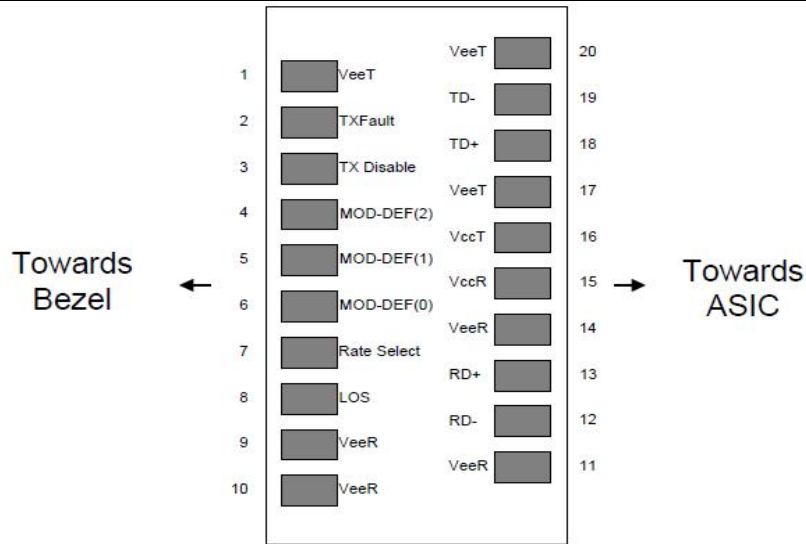 VeeT 20
1 VeeT
TD- 19
2 TXFault
TD+ 18
3 TX Disable
VeeT 17
4 MOD-DEF(2)
VccT 16
5 MOD-DEF(1)
VccR 15
6 MOD-DEF(0)
VeeR 14
7 Rate Select
RD+ 13
8 LOS
RD- 12
9 VeeR
VeeR 11
10 VeeR
Towards
Bezel
Towards
ASIC